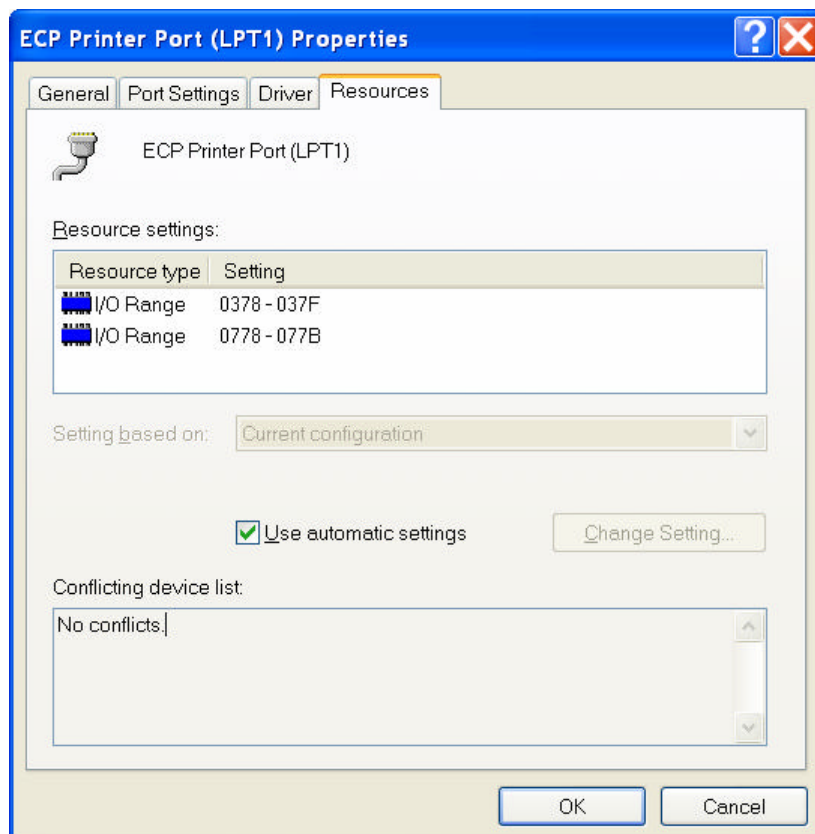 ECP Printer Port (LPT1) Properties
General Port Settings Driver Resources
ECP Printer Port (LPT1)
Resource settings:
Resource type Setting
I/O Range 0378 - 037F
I/O Range 0778 - 077B
Setting based on: Current configuration
Use automatic settings Change Setting...
Conflicting device list:
No conflicts.
OK Cancel